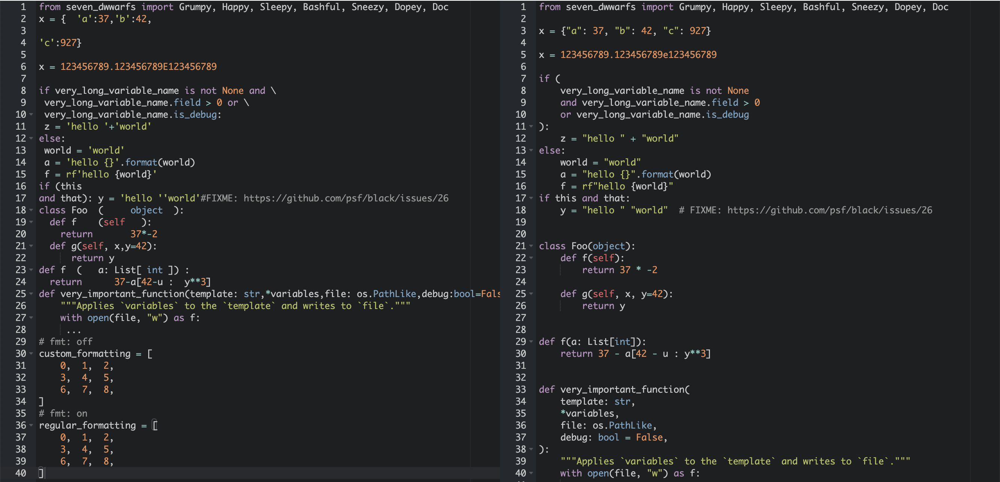 1 from seven_dwwarfs import Grumpy, Happy, Sleepy, Bashful, Sneezy, Dopey, Doc
2 x = {  'a':37,'b':42,
3
4 'c':927}
5
6 x = 123456789.123456789E123456789
7
8 if very_long_variable_name is not None and \
9  very_long_variable_name.field > 0 or \
10  very_long_variable_name.is_debug:
11  z = 'hello '+'world'
12 else:
13  world = 'world'
14  a = 'hello {}'.format(world)
15  f = rf'hello {world}'
16 if (this
17 and that): y = 'hello ''world'#FIXME: https://github.com/psf/black/issues/26
18 class Foo  (     object  ):
19   def f    (self   ):
20     return       37*-2
21   def g(self, x,y=42):
22       return y
23 def f  (   a: List[ int ]) :
24   return      37-a[42-u :  y**3]
25 def very_important_function(template: str,*variables,file: os.PathLike,debug:bool=Fals
26     """Applies `variables` to the `template` and writes to `file`."""
27     with open(file, "w") as f:
28      ...
29 # fmt: off
30 custom_formatting = [
31     0,  1,  2,
32     3,  4,  5,
33     6,  7,  8,
34 ]
35 # fmt: on
36 regular_formatting = [
37     0,  1,  2,
38     3,  4,  5,
39     6,  7,  8,
40 ]
1 from seven_dwwarfs import Grumpy, Happy, Sleepy, Bashful, Sneezy, Dopey, Doc
2
3 x = {"a": 37, "b": 42, "c": 927}
4
5 x = 123456789.123456789e123456789
6
7 if (
8     very_long_variable_name is not None
9     and very_long_variable_name.field > 0
10     or very_long_variable_name.is_debug
11 ):
12     z = "hello " + "world"
13 else:
14     world = "world"
15     a = "hello {}".format(world)
16     f = rf"hello {world}"
17 if this and that:
18     y = "hello " "world"  # FIXME: https://github.com/psf/black/issues/26
19
20
21 class Foo(object):
22     def f(self):
23         return 37 * -2
24
25     def g(self, x, y=42):
26         return y
27
28
29 def f(a: List[int]):
30     return 37 - a[42 - u : y**3]
31
32
33 def very_important_function(
34     template: str,
35     *variables,
36     file: os.PathLike,
37     debug: bool = False,
38 ):
39     """Applies `variables` to the `template` and writes to `file`."""
40     with open(file, "w") as f: